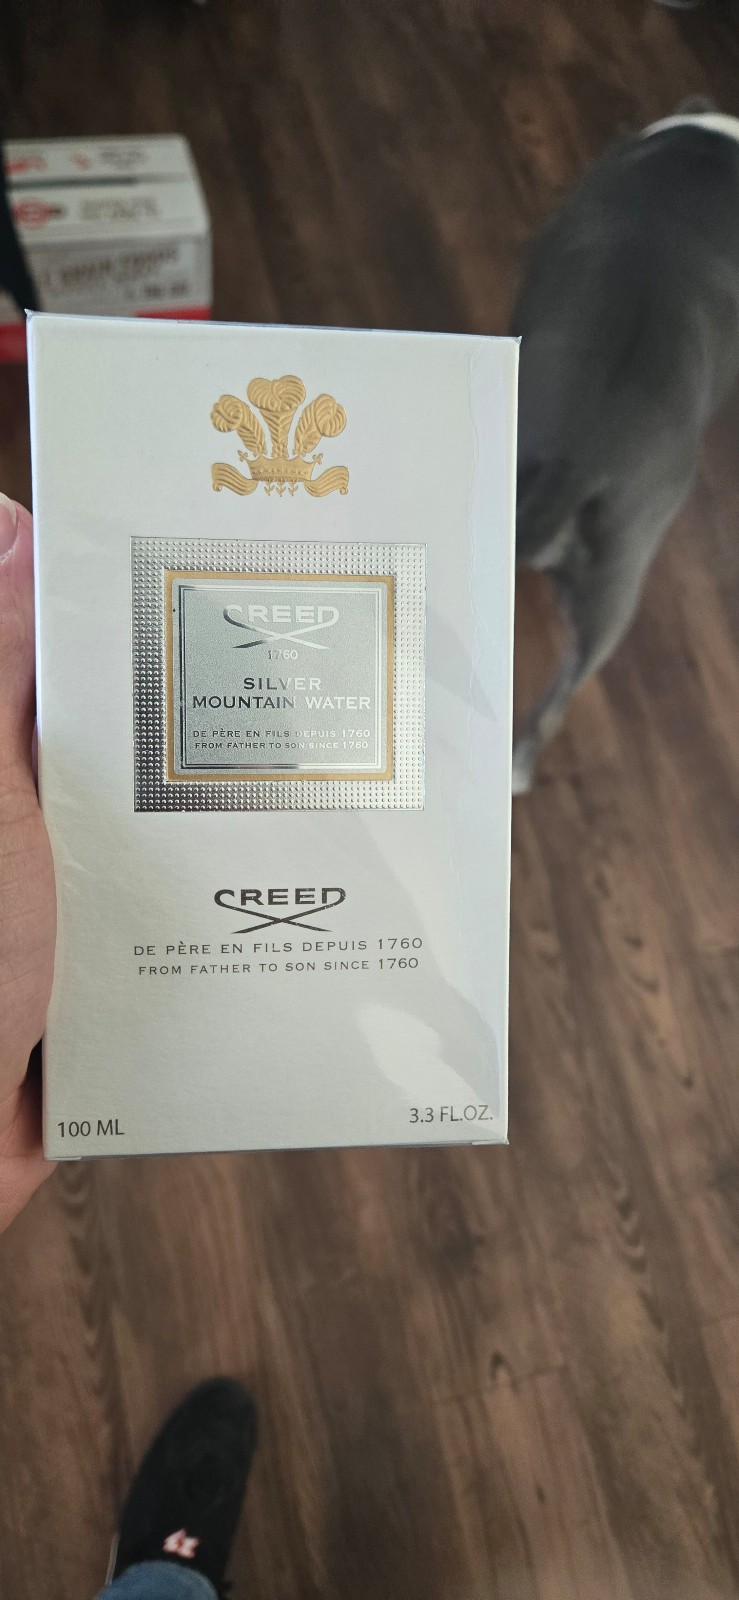 CREED
1760
SILVER
MOUNTAIN WATER
DE PÈRE EN FILS DEPUIS 1760
FROM FATHER TO SON SINCE 1760
CREED
DE PÈRE EN FILS DEPUIS 1760
FROM FATHER TO SON SINCE 1760
100 ML
3.3 FL.OZ.